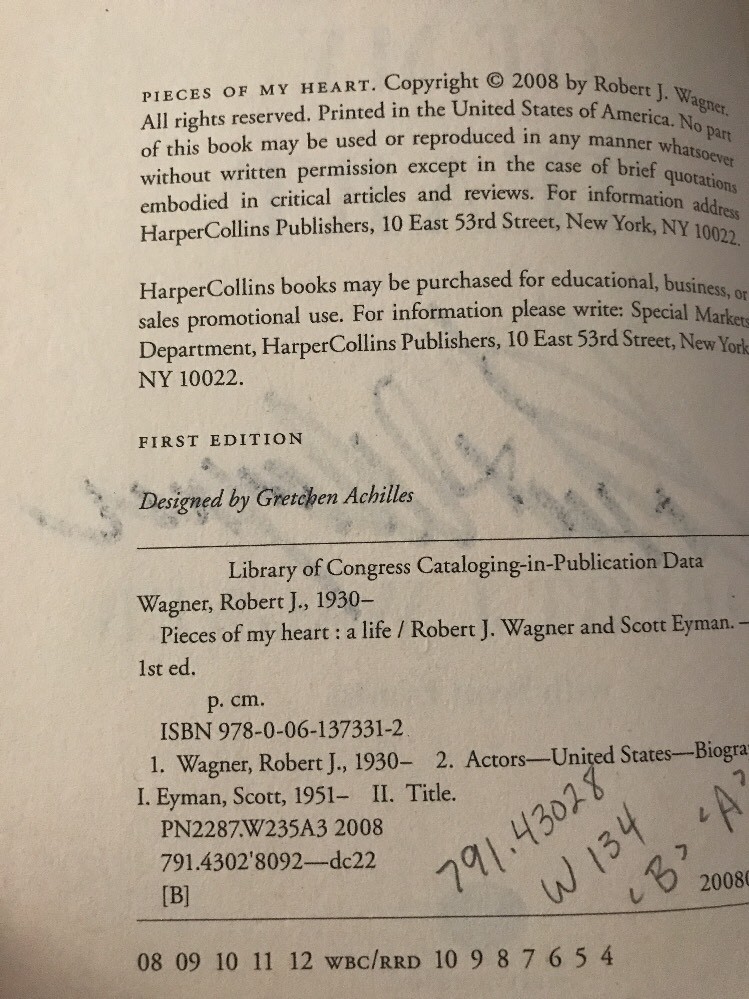 PIECES OF MY HEART. Copyright © 2008 by Robert J. Wagner.
All rights reserved. Printed in the United States of America. No part
of this book may be used or reproduced in any manner whatsoever
without written permission except in the case of brief quotations
embodied in critical articles and reviews. For information address
HarperCollins Publishers, 10 East 53rd Street, New York, NY 10022.
HarperCollins books may be purchased for educational, business, or
sales promotional use. For information please write: Special Markets
Department, HarperCollins Publishers, 10 East 53rd Street, New York
NY 10022.
FIRST EDITION
Designed by Gretchen Achilles
Library of Congress Cataloging-in-Publication Data
Wagner, Robert J., 1930–
Pieces of my heart : a life / Robert J. Wagner and Scott Eyman. –
1st ed.
p. cm.
ISBN 978-0-06-137331-2
1. Wagner, Robert J., 1930– 2. Actors—United States—Biogra
I. Eyman, Scott, 1951– II. Title.
PN2287.W235A3 2008
791.4302'8092—dc22
[B]
791.43028
W 134
'B' 'A'
2008
08 09 10 11 12 WBC/RRD 10 9 8 7 6 5 4